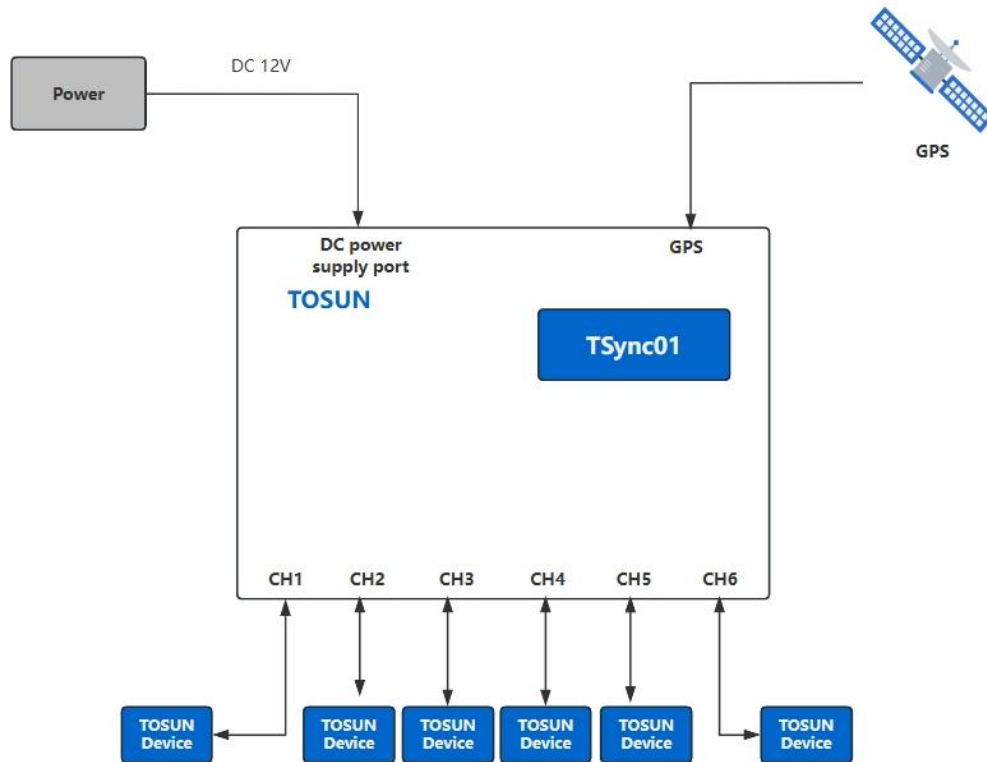 DC 12V
Power
GPS
DC power
supply port
GPS
TOSUN
TSync01
CH1
CH2
CH3
CH4
CH5
CH6
TOSUN
Device
TOSUN
Device
TOSUN
Device
TOSUN
Device
TOSUN
Device
TOSUN
Device